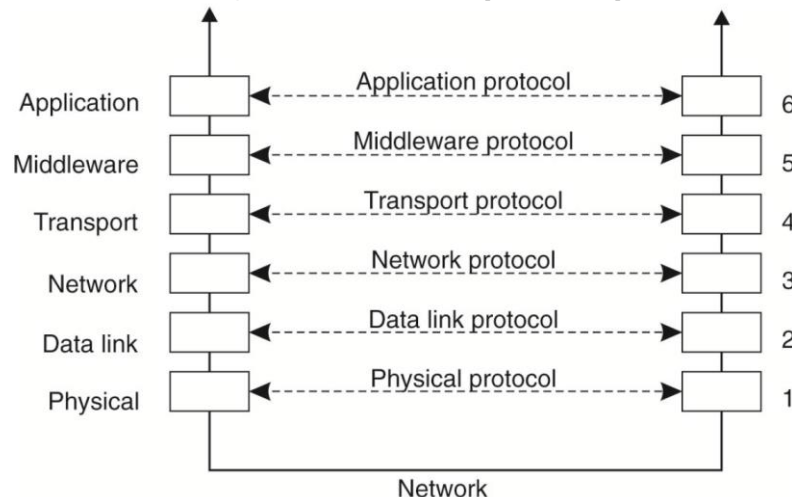 Application protocol
Application
6
Middleware protocol
Middleware
5
Transport protocol
Transport
4
Network protocol
Network
3
Data link protocol
Data link
2
Physical protocol
Physical
1
Network